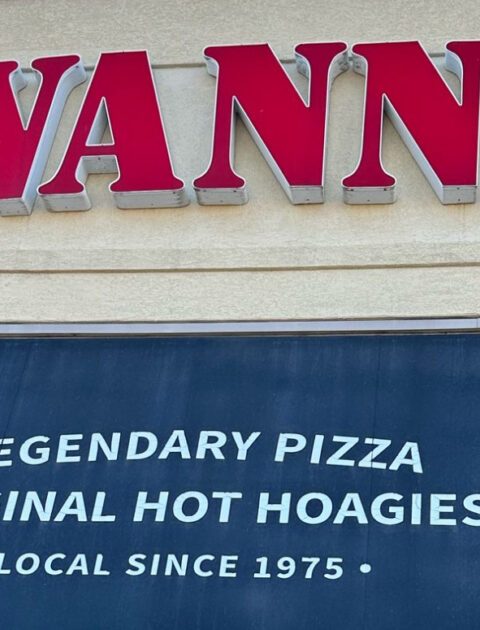 VANN
EGENDARY PIZZA
INAL HOT HOAGIES
LOCAL SINCE 1975 •